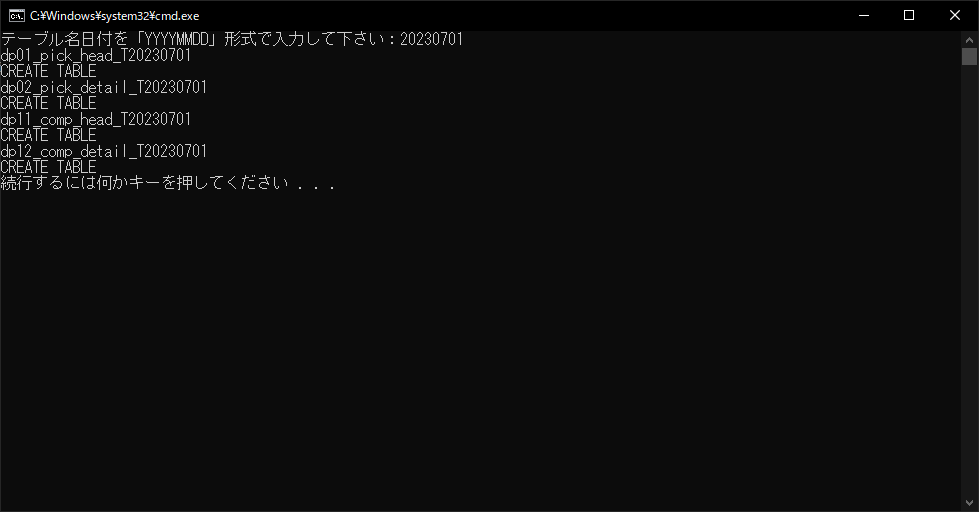 C:¥Windows¥system32¥cmd.exe
テーブル名日付を「YYYYMMDD」形式で入力して下さい：20230701
dp01_pick_head_T20230701
CREATE TABLE
dp02_pick_detail_T20230701
CREATE TABLE
dp11_comp_head_T20230701
CREATE TABLE
dp12_comp_detail_T20230701
CREATE TABLE
続行するには何かキーを押してください . . .